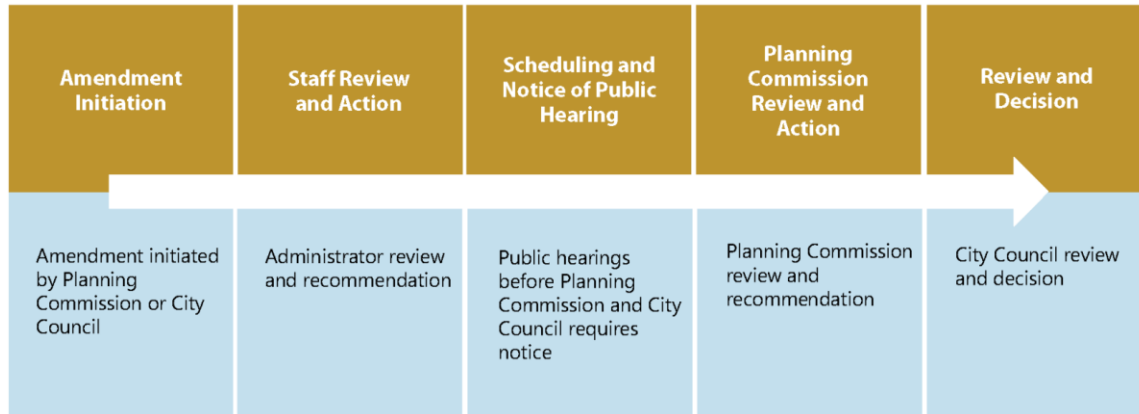 Amendment
Initiation
Staff Review
and Action
Scheduling and
Notice of Public
Hearing
Planning
Commission
Review and
Action
Review and
Decision
Amendment initiated
by Planning
Commission or City
Council
Administrator review
and recommendation
Public hearings
before Planning
Commission and City
Council requires
notice
Planning Commission
review and
recommendation
City Council review
and decision